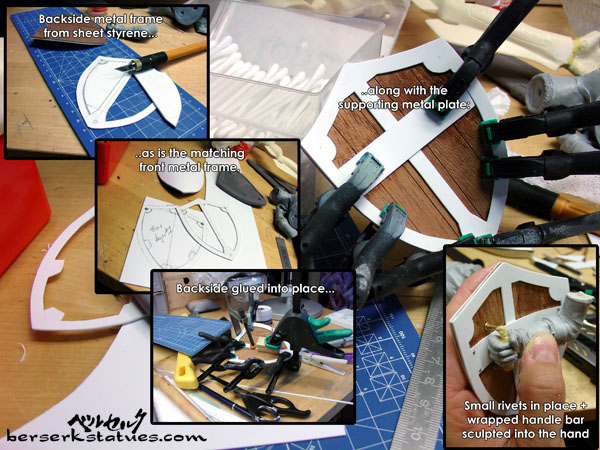 Backside metal frame
from sheet styrene...
..along with the
supporting metal plate.
..as is the matching
front metal frame.
Backside glued into place...
Small rivets in place +
wrapped handle bar
sculpted into the hand
ベルセルク
berserkstatues.com